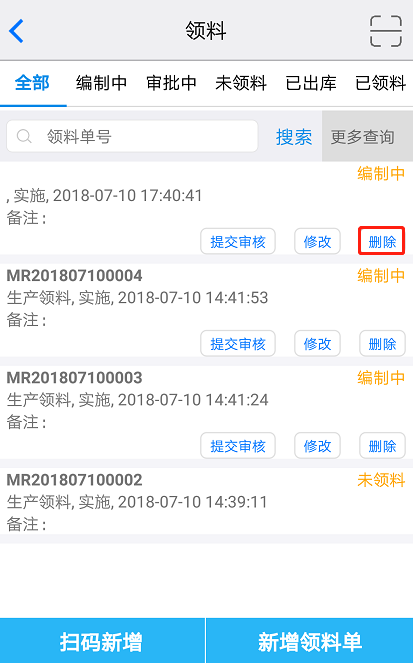 领料
全部 编制中 审批中 未领料 已出库 已领料
领料单号 搜索 更多查询
编制中
, 实施, 2018-07-10 17:40:41
备注 :
提交审核 修改 删除
MR201807100004 编制中
生产领料, 实施, 2018-07-10 14:41:53
备注 :
提交审核 修改 删除
MR201807100003 编制中
生产领料, 实施, 2018-07-10 14:41:24
备注 :
提交审核 修改 删除
MR201807100002 未领料
生产领料, 实施, 2018-07-10 14:39:11
备注 :
扫码新增 新增领料单